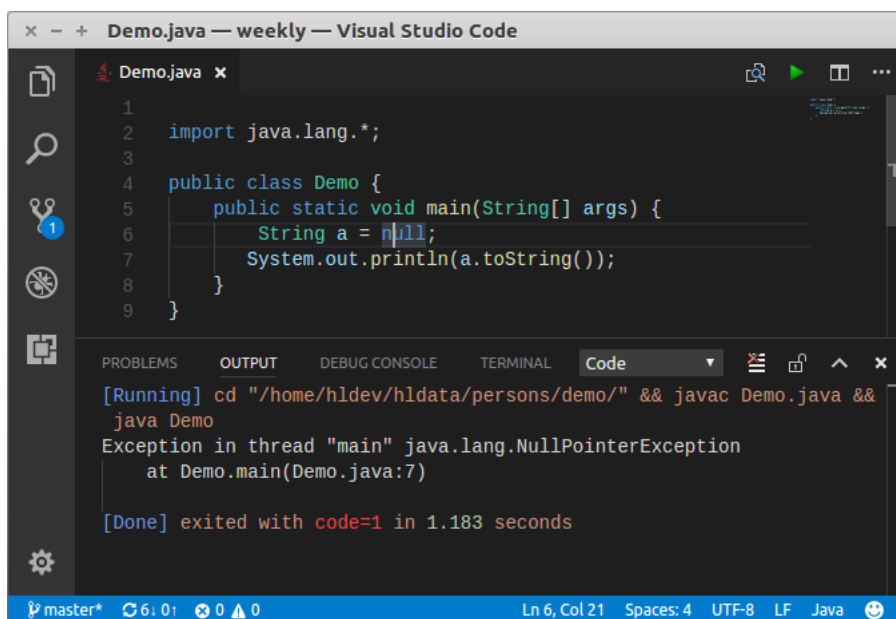 Demo.java — weekly — Visual Studio Code
Demo.java
1
2 import java.lang.*;
3
4 public class Demo {
5 public static void main(String[] args) {
6 String a = null;
7 System.out.println(a.toString());
8 }
9 }
1
PROBLEMS OUTPUT DEBUG CONSOLE TERMINAL Code
[Running] cd "/home/hldev/hldata/persons/demo/" && javac Demo.java &&
java Demo
Exception in thread "main" java.lang.NullPointerException
at Demo.main(Demo.java:7)
[Done] exited with code=1 in 1.183 seconds
master* 6↓ 0↑ 0 0 Ln 6, Col 21 Spaces: 4 UTF-8 LF Java